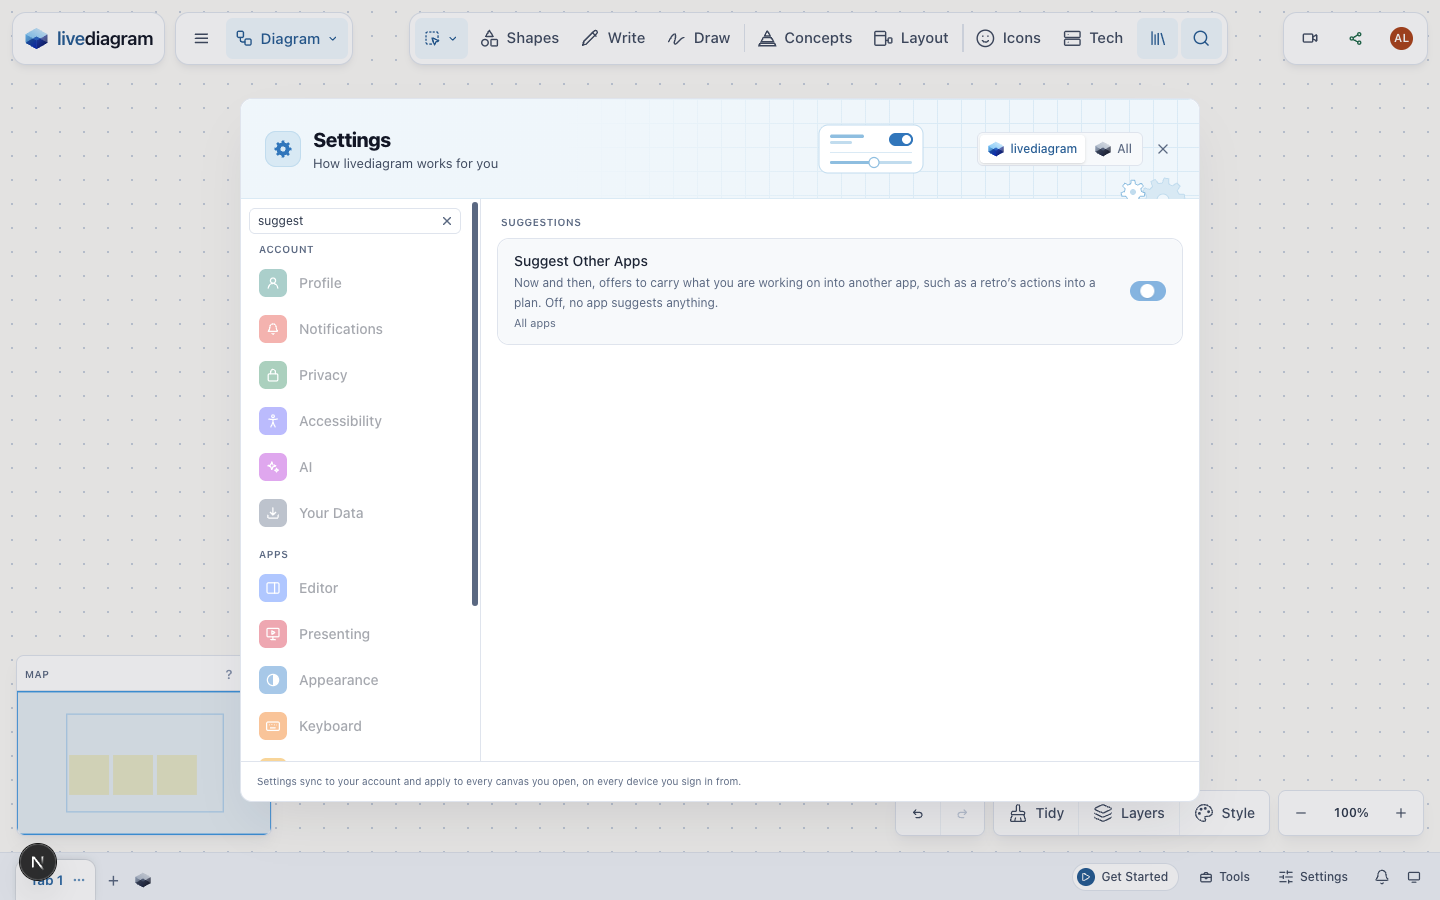 livediagram
Diagram
Shapes
Write
Draw
Concepts
Layout
Icons
Tech
AL
Settings
How livediagram works for you
livediagram
All
suggest
ACCOUNT
Profile
Notifications
Privacy
Accessibility
AI
Your Data
APPS
Editor
Presenting
Appearance
Keyboard
SUGGESTIONS
Suggest Other Apps
Now and then, offers to carry what you are working on into another app, such as a retro's actions into a
plan. Off, no app suggests anything.
All apps
Settings sync to your account and apply to every canvas you open, on every device you sign in from.
MAP
?
Tidy
Layers
Style
100%
N
Tab 1
Get Started
Tools
Settings